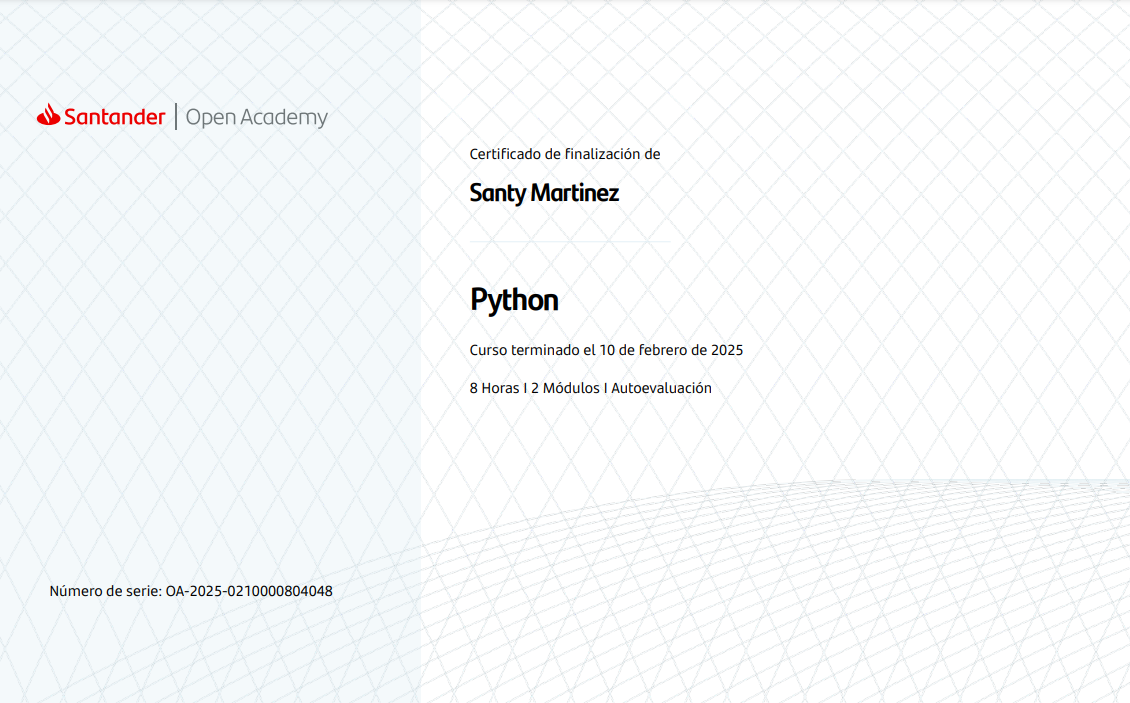 Santander | Open Academy
Certificado de finalización de
Santy Martinez
Python
Curso terminado el 10 de febrero de 2025
8 Horas I 2 Módulos I Autoevaluación
Número de serie: OA-2025-0210000804048